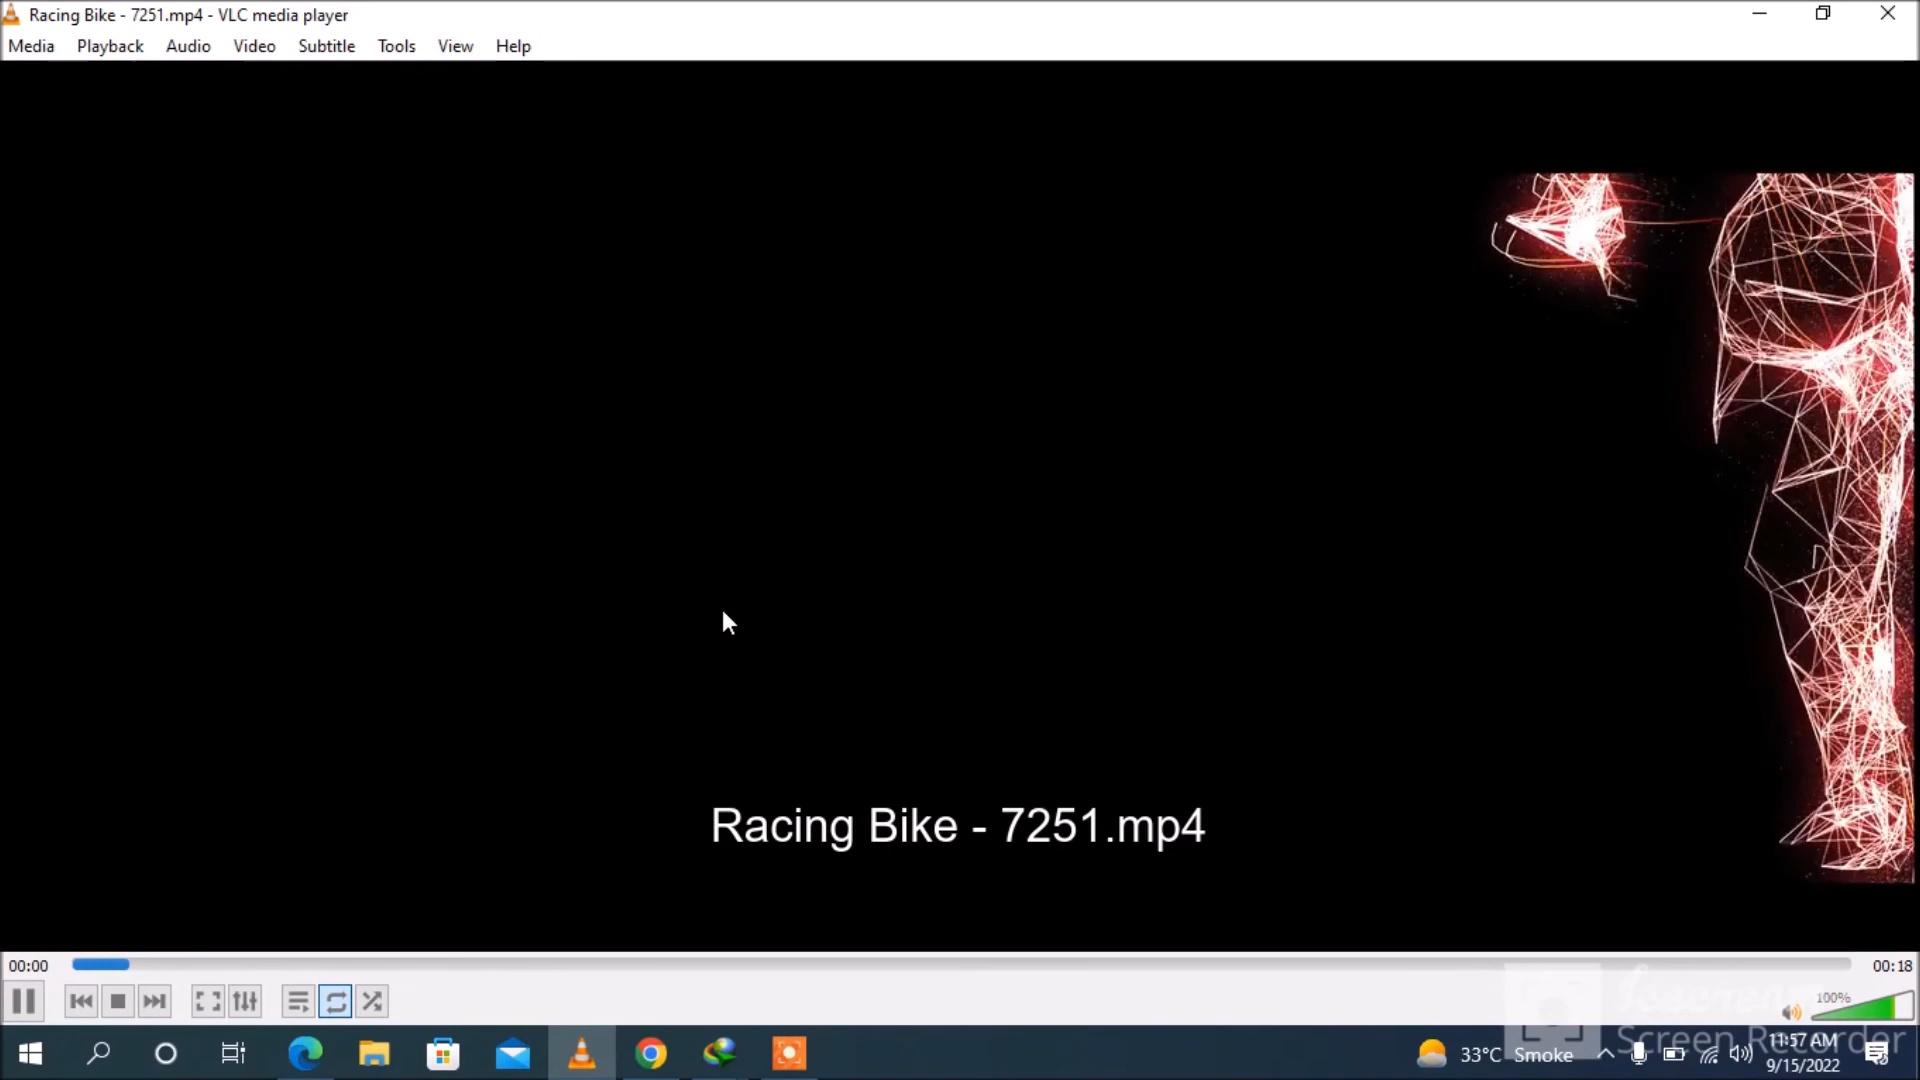 Racing Bike - 7251.mp4 - VLC media player
Media Playback Audio Video Subtitle Tools View Help
Racing Bike - 7251.mp4
00:00
00:18
100%
Icecream
Screen Recorder
33°C Smoke
11:57 AM
9/15/2022